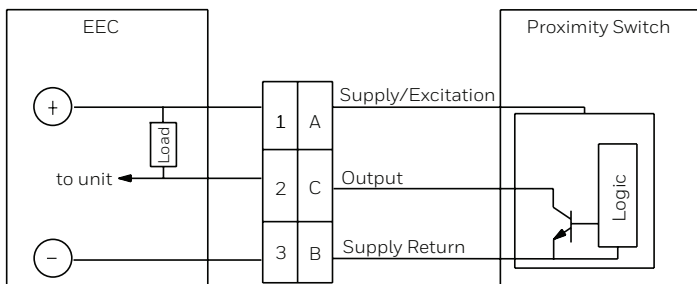 EEC
Proximity Switch
+
Load
to unit
−
1 A
2 C
3 B
Supply/Excitation
Output
Supply Return
Logic